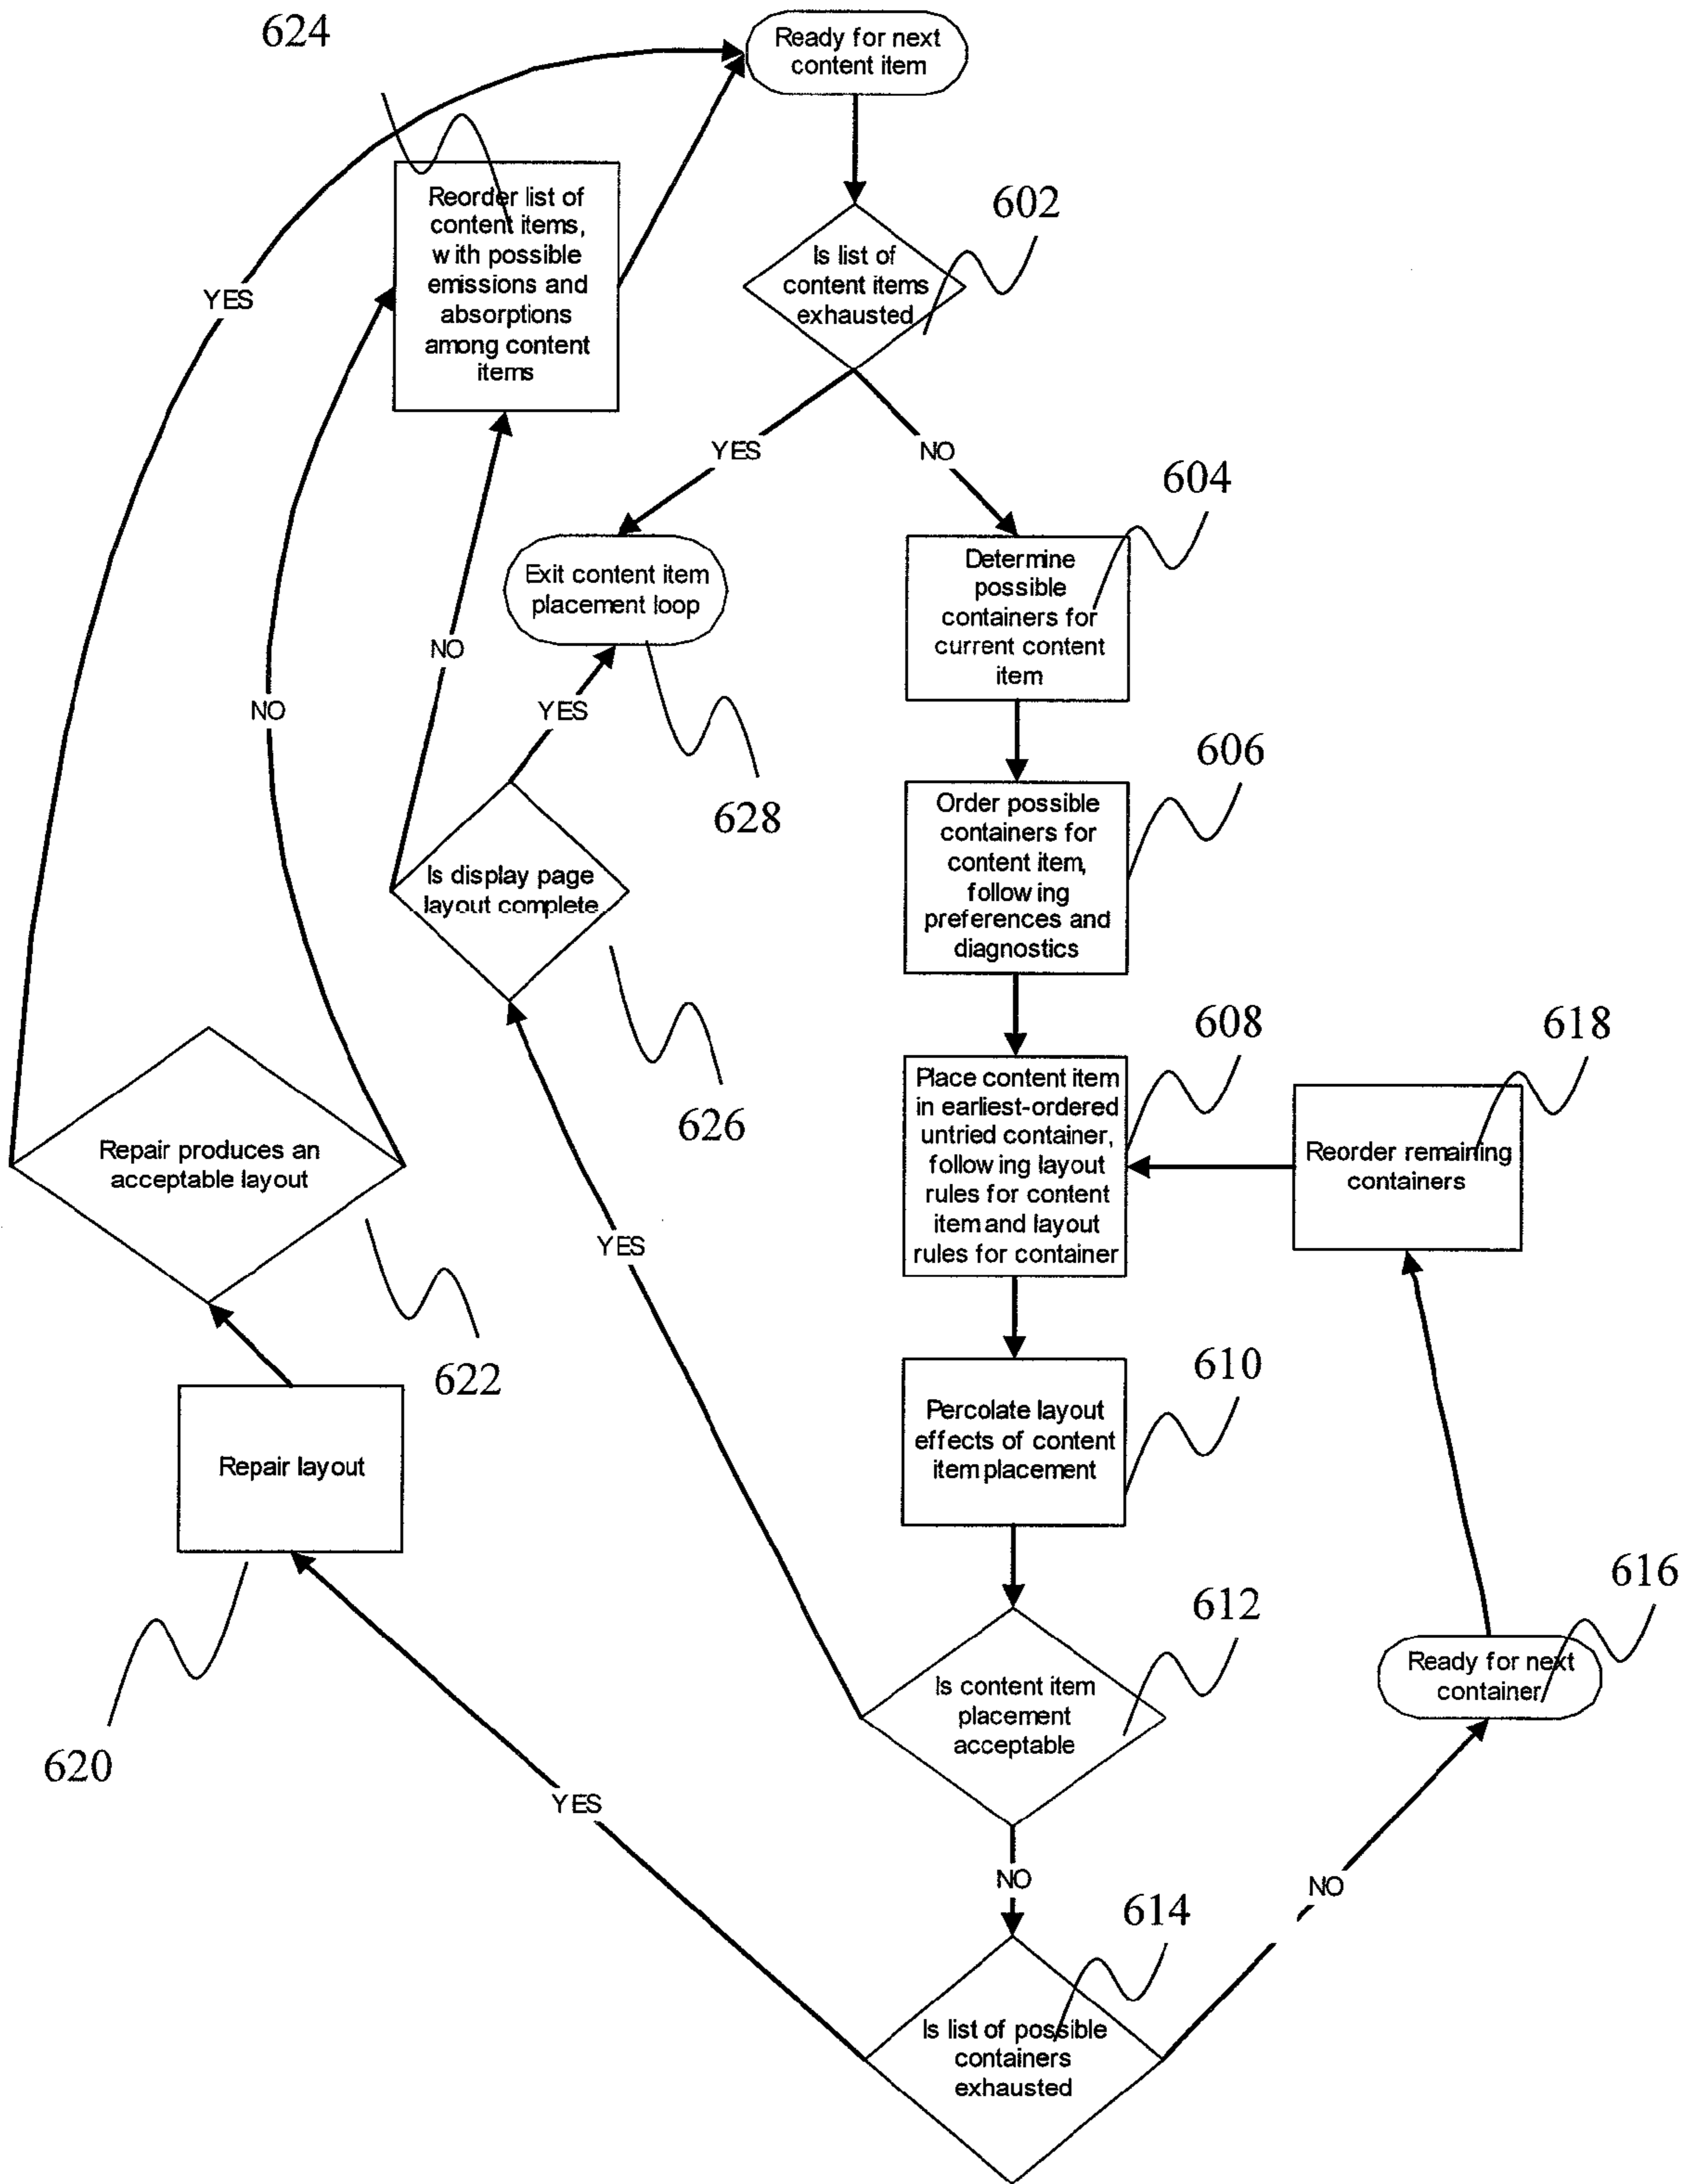 624
Ready for next
content item
Reorder list of
content items,
with possible
emissions and
absorptions
among content
items
602
Is list of
content items
exhausted
YES
YES
NO
604
Determine
possible
containers for
current content
item
Exit content item
placement loop
NO
YES
NO
628
606
Order possible
containers for
content item,
following
preferences and
diagnostics
Is display page
layout complete
626
608
618
Place content item
in earliest-ordered
untried container,
following layout
rules for content
item and layout
rules for container
Reorder remaining
containers
Repair produces an
acceptable layout
YES
622
610
Percolate layout
effects of content
item placement
Repair layout
616
Ready for next
container
612
Is content item
placement
acceptable
620
YES
NO
NO
614
Is list of possible
containers
exhausted